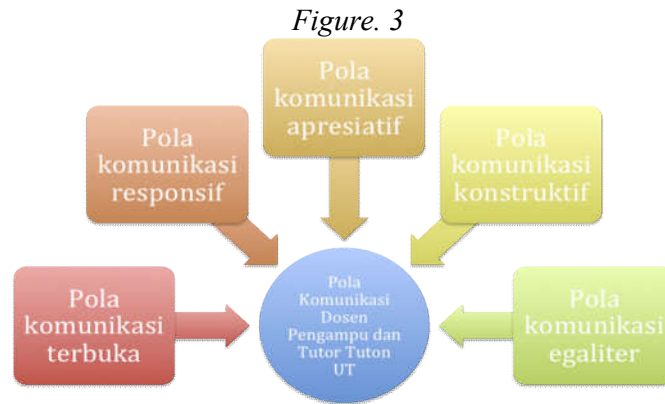 Figure. 3
Pola
komunikasi
apresiatif
Pola
komunikasi
responsif
Pola
komunikasi
konstruktif
Pola
komunikasi
terbuka
Pola
Komunikasi
Dosen
Pengampu dan
Tutor Tuton
UT
Pola
komunikasi
egaliter